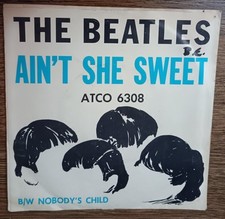 THE BEATLES
B.C.
AIN'T SHE SWEET
ATCO 6308
B/W NOBODY'S CHILD